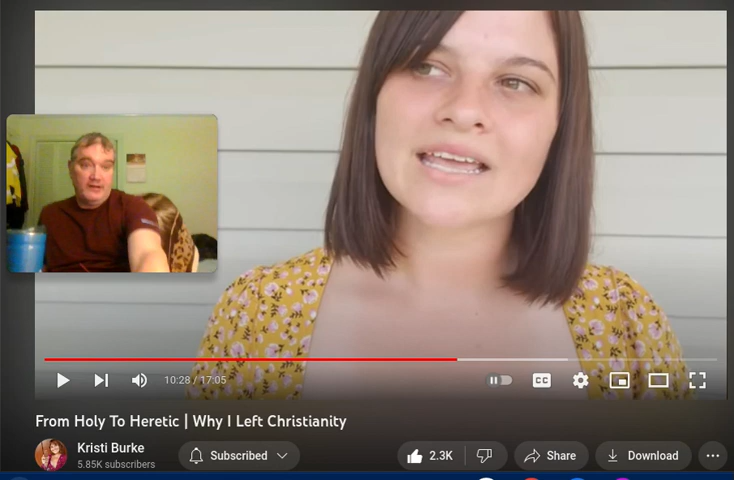 10:28 / 17:05
CC
From Holy To Heretic | Why I Left Christianity
Kristi Burke
5.85K subscribers
Subscribed
2.3K
Share
Download